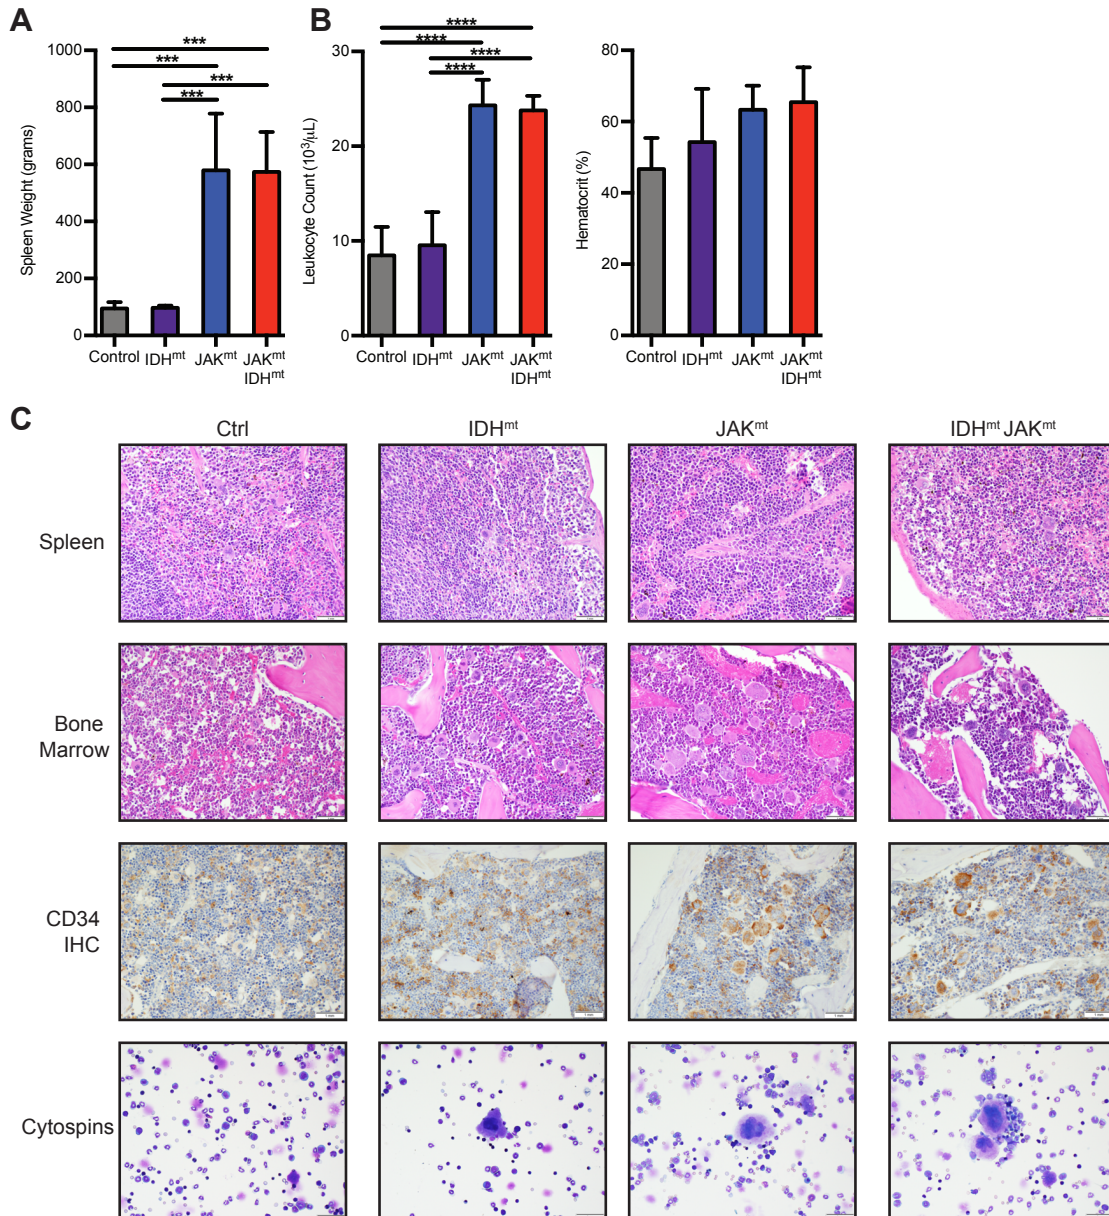 A
B
***
***
***
***
1000
800
600
400
200
0
Spleen Weight (grams)
Control
IDHmt
JAKmt
JAKmt
IDHmt
****
****
****
****
30
20
10
0
Leukocyte Count (10³/μL)
Control
IDHmt
JAKmt
JAKmt
IDHmt
80
60
40
20
0
Hematocrit (%)
Control
IDHmt
JAKmt
JAKmt
IDHmt
C
Ctrl
IDHmt
JAKmt
IDHmt JAKmt
Spleen
Bone
Marrow
CD34
IHC
Cytospins